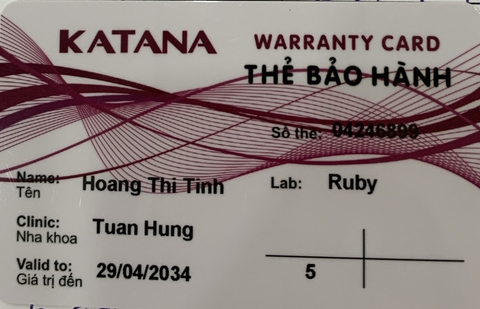 KATANA WARRANTY CARD
THẺ BẢO HÀNH
Số thẻ: 04246899
Name: Hoang Thi Tinh Lab: Ruby
Tên
Clinic: Tuan Hung
Nha khoa
Valid to: 29/04/2034 5
Giá trị đến